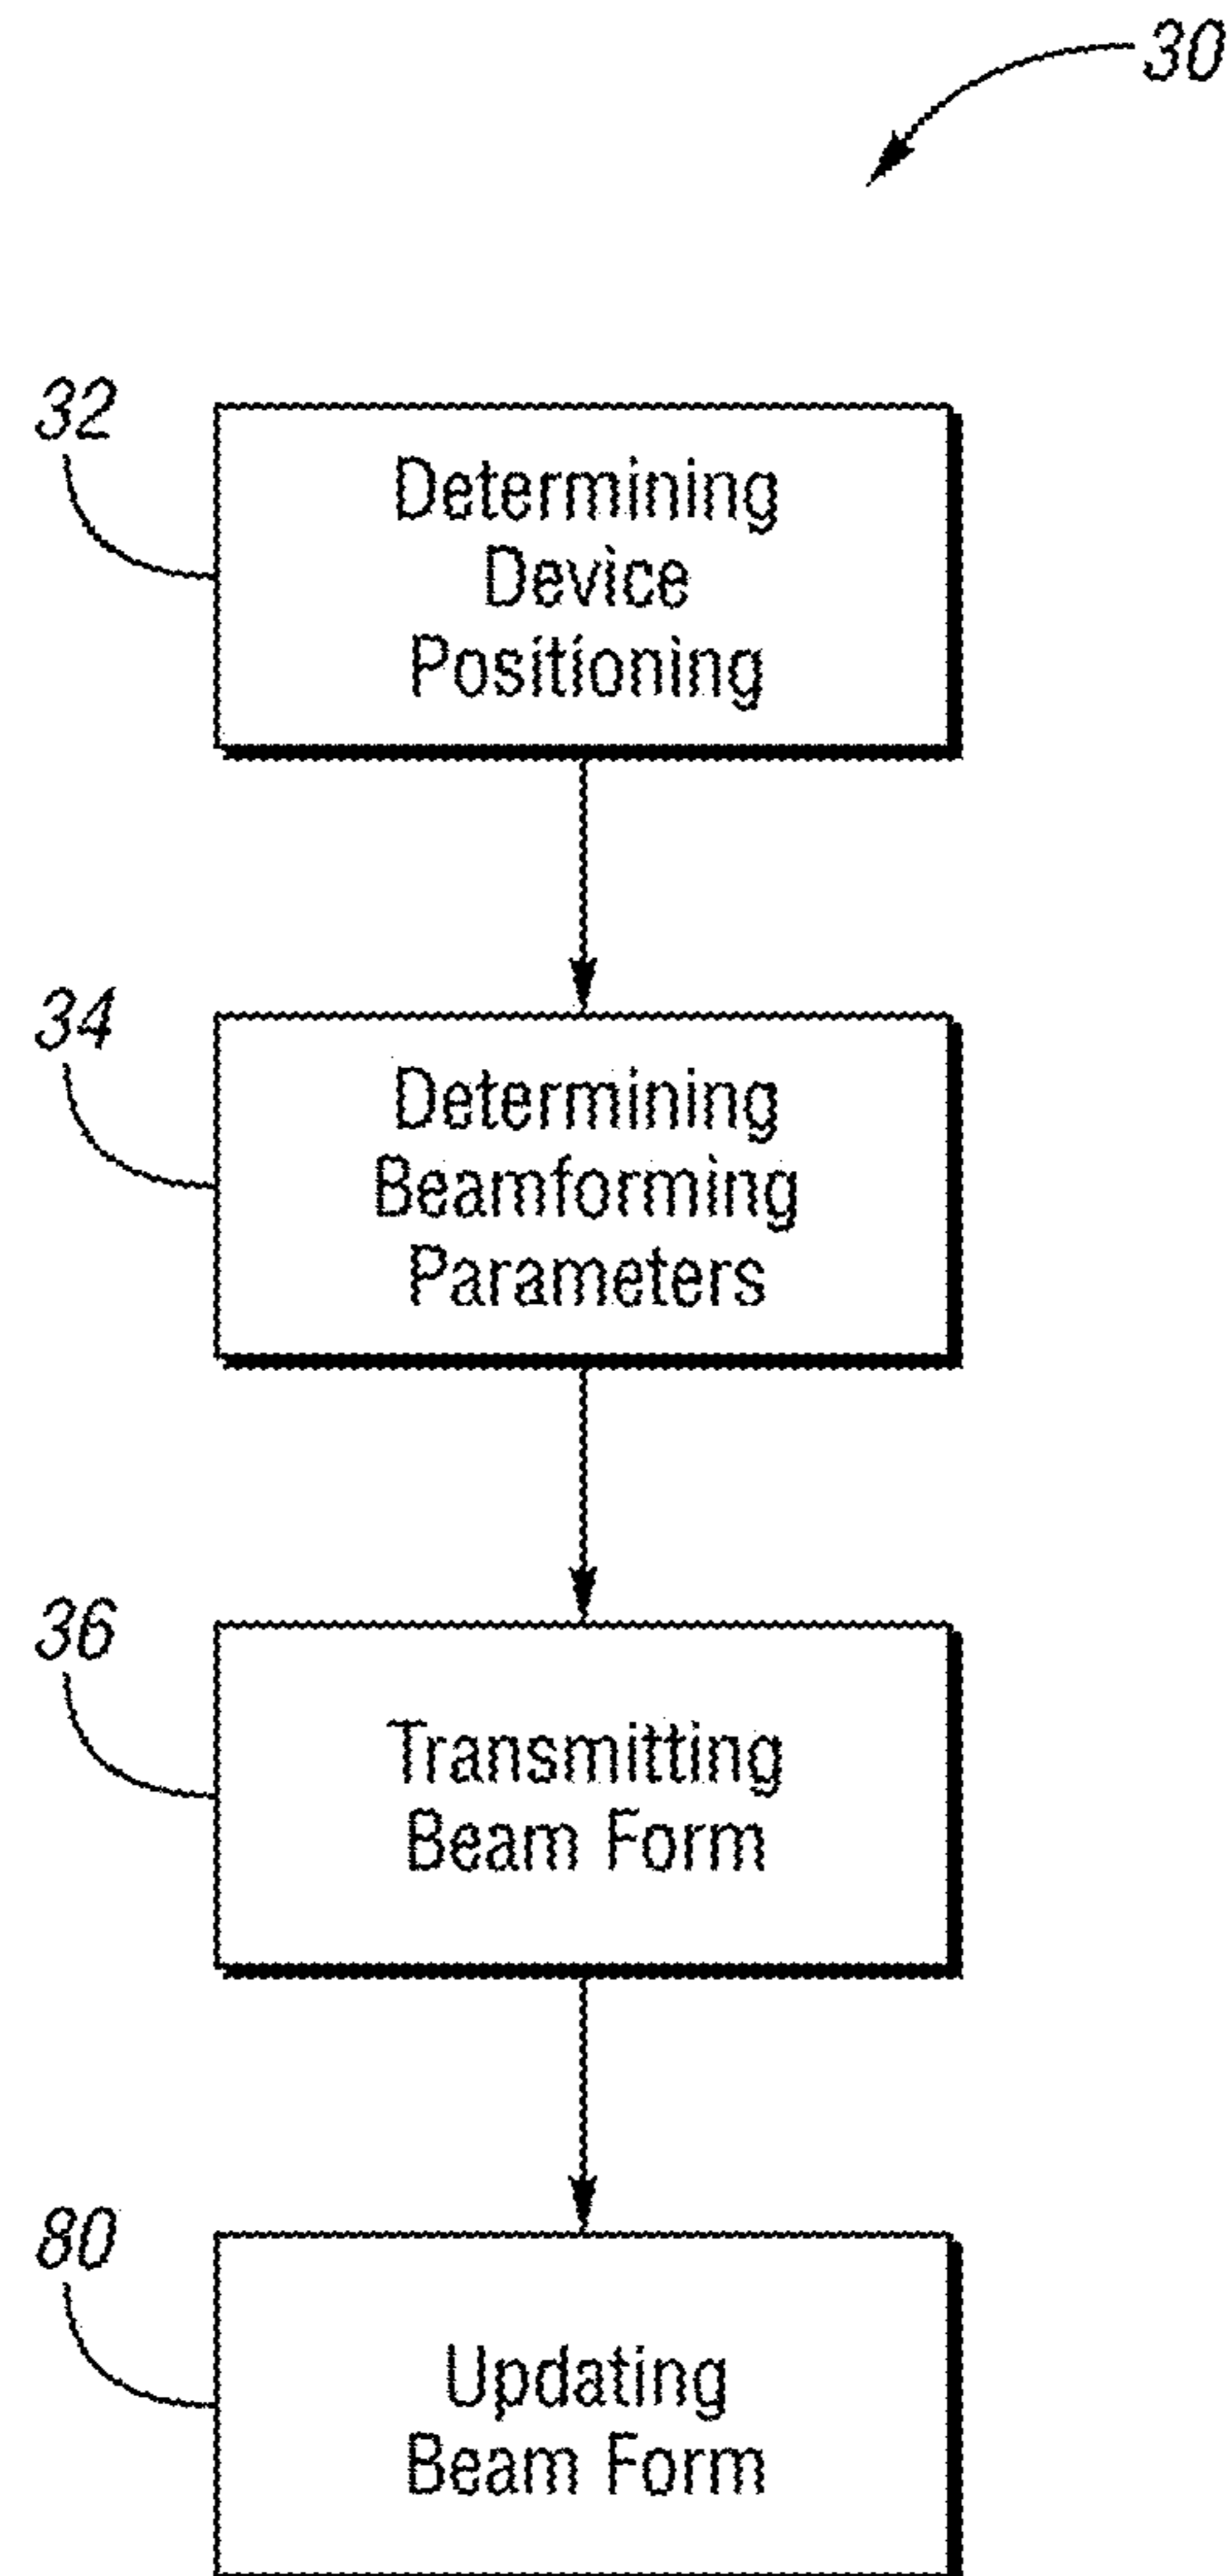 30
32
Determining
Device
Positioning
34
Determining
Beamforming
Parameters
36
Transmitting
Beam Form
80
Updating
Beam Form